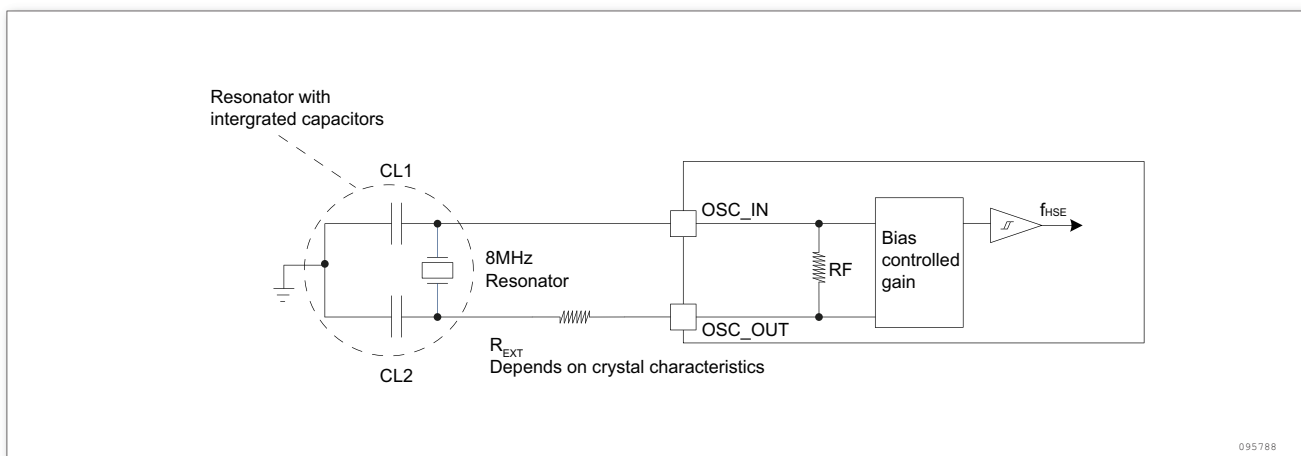 Resonator with
intergrated capacitors
CL1
OSC_IN
fHSE
8MHz
Resonator
RF
Bias
controlled
gain
OSC_OUT
REXT
Depends on crystal characteristics
CL2
095788